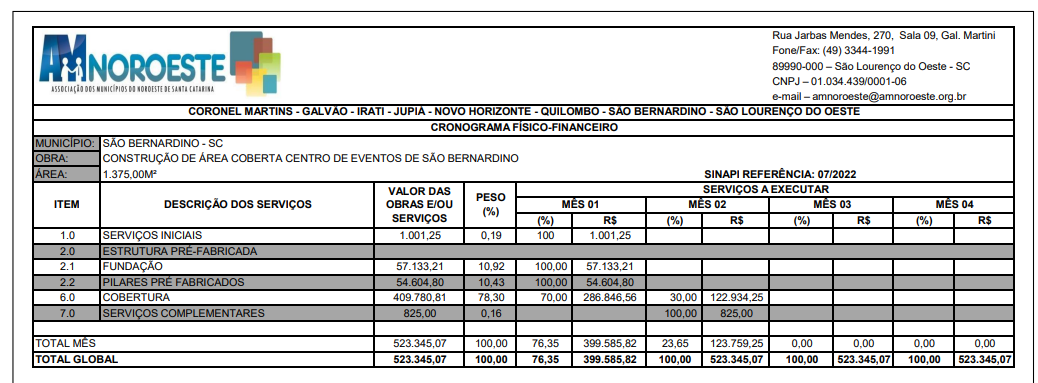 AMNOROESTE
ASSOCIAÇÃO DOS MUNICÍPIOS DO NOROESTE DE SANTA CATARINA
Rua Jarbas Mendes, 270, Sala 09, Gal. Martini
Fone/Fax: (49) 3344-1991
89990-000 – São Lourenço do Oeste - SC
CNPJ – 01.034.439/0001-06
e-mail – amnoroeste@amnoroeste.org.br
CORONEL MARTINS - GALVÃO - IRATI - JUPIÁ - NOVO HORIZONTE - QUILOMBO - SÃO BERNARDINO - SÃO LOURENÇO DO OESTE
CRONOGRAMA FÍSICO-FINANCEIRO
MUNICÍPIO: SÃO BERNARDINO - SC
OBRA: CONSTRUÇÃO DE ÁREA COBERTA CENTRO DE EVENTOS DE SÃO BERNARDINO
ÁREA: 1.375,00M² SINAPI REFERÊNCIA: 07/2022
ITEM DESCRIÇÃO DOS SERVIÇOS VALOR DAS OBRAS E/OU SERVIÇOS PESO (%) SERVIÇOS A EXECUTAR
MÊS 01 MÊS 02 MÊS 03 MÊS 04
(%) R$ (%) R$ (%) R$ (%) R$
1.0 SERVIÇOS INICIAIS 1.001,25 0,19 100 1.001,25
2.0 ESTRUTURA PRÉ-FABRICADA
2.1 FUNDAÇÃO 57.133,21 10,92 100,00 57.133,21
2.2 PILARES PRÉ FABRICADOS 54.604,80 10,43 100,00 54.604,80
6.0 COBERTURA 409.780,81 78,30 70,00 286.846,56 30,00 122.934,25
7.0 SERVIÇOS COMPLEMENTARES 825,00 0,16 100,00 825,00
TOTAL MÊS 523.345,07 100,00 76,35 399.585,82 23,65 123.759,25 0,00 0,00 0,00 0,00
TOTAL GLOBAL 523.345,07 100,00 76,35 399.585,82 100,00 523.345,07 100,00 523.345,07 100,00 523.345,07